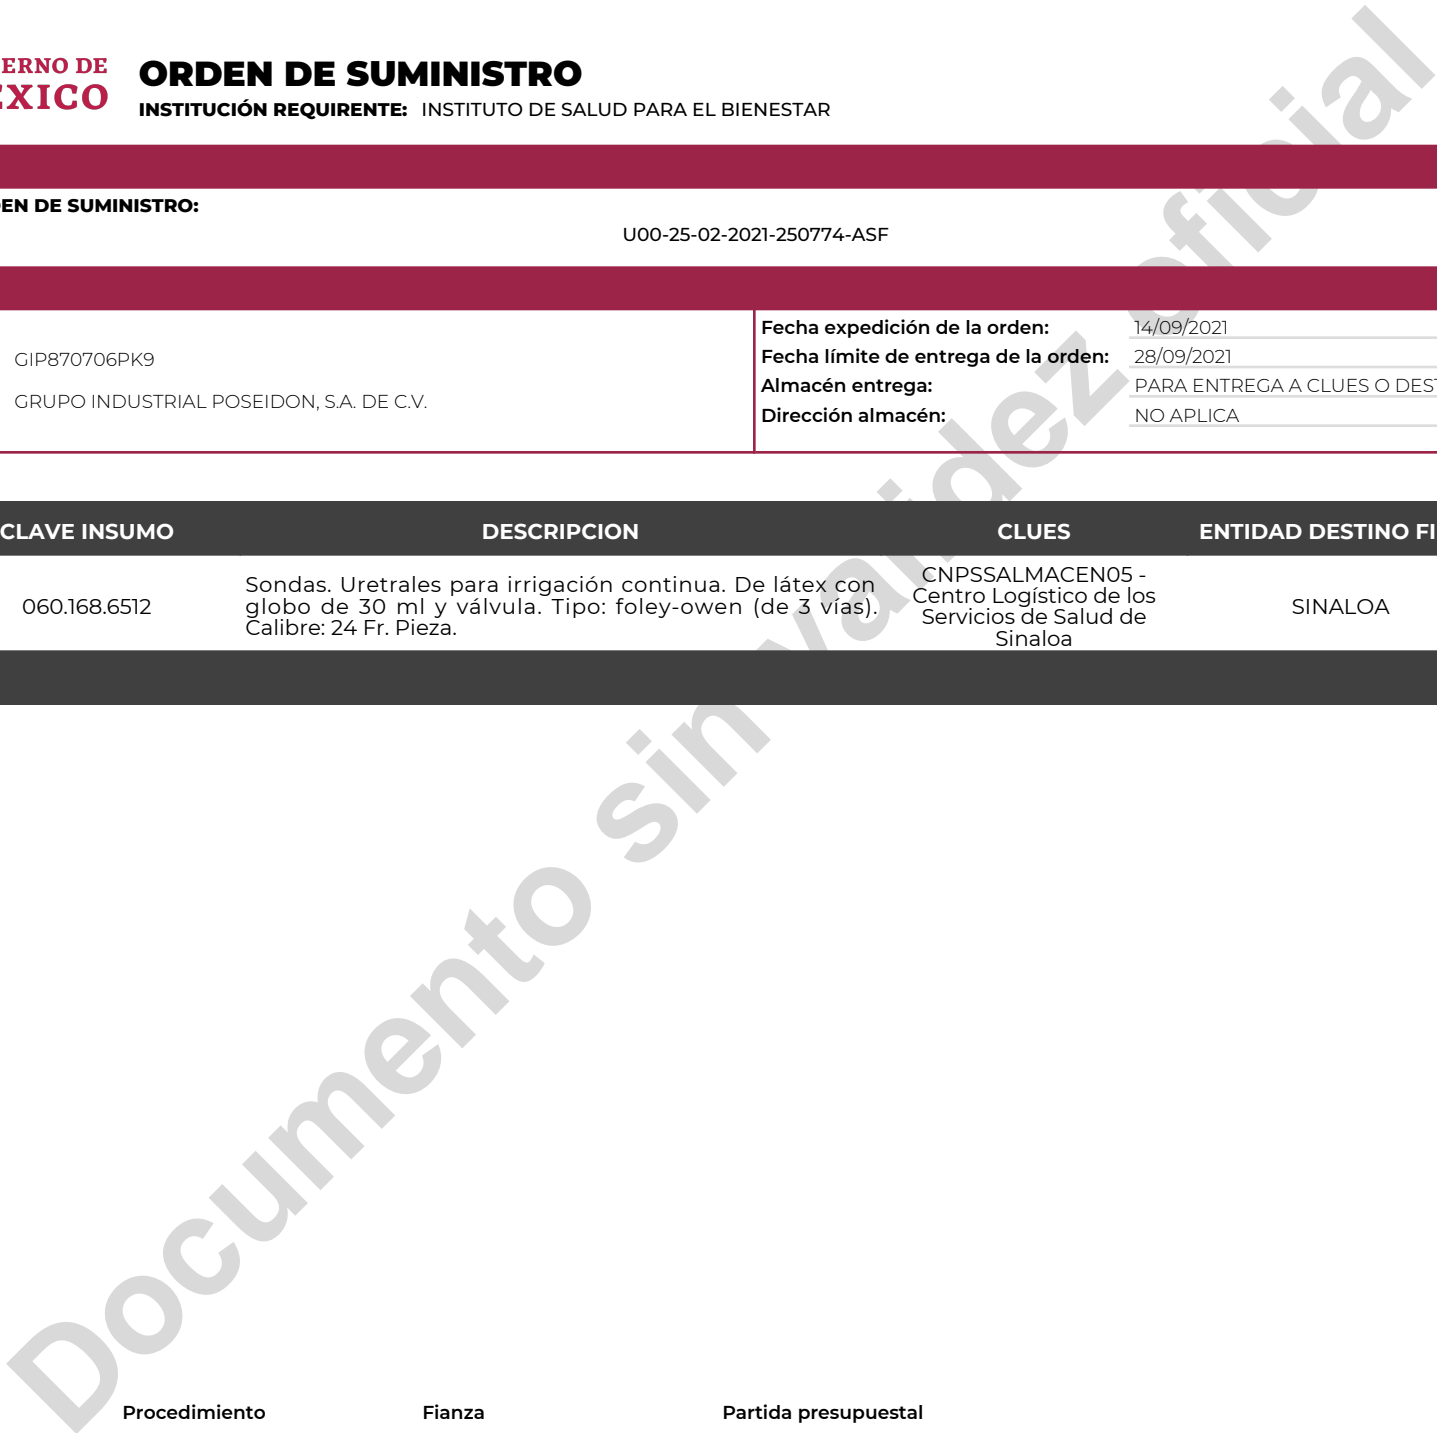 ERNO DE
ÉXICO
ORDEN DE SUMINISTRO
INSTITUCIÓN REQUIRENTE: INSTITUTO DE SALUD PARA EL BIENESTAR
EN DE SUMINISTRO:
U00-25-02-2021-250774-ASF
GIP870706PK9
GRUPO INDUSTRIAL POSEIDON, S.A. DE C.V.
Fecha expedición de la orden: 14/09/2021
Fecha límite de entrega de la orden: 28/09/2021
Almacén entrega: PARA ENTREGA A CLUES O DEST
Dirección almacén: NO APLICA
CLAVE INSUMO DESCRIPCION CLUES ENTIDAD DESTINO FI
060.168.6512
Sondas. Uretrales para irrigación continua. De látex con
globo de 30 ml y válvula. Tipo: foley-owen (de 3 vías).
Calibre: 24 Fr. Pieza.
CNPSSALMACEN05 -
Centro Logístico de los
Servicios de Salud de
Sinaloa
SINALOA
Documento sin validez oficial
Procedimiento Fianza Partida presupuestal